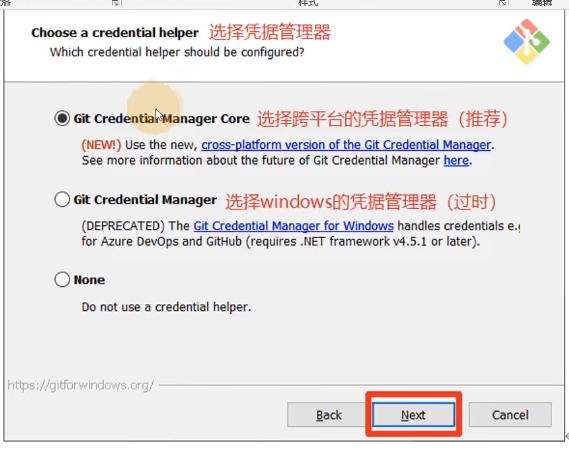 样式
编辑
Choose a credential helper 选择凭据管理器
Which credential helper should be configured?
Git Credential Manager Core 选择跨平台的凭据管理器（推荐）
(NEW!) Use the new, cross-platform version of the Git Credential Manager.
See more information about the future of Git Credential Manager here.
Git Credential Manager 选择windows的凭据管理器（过时）
(DEPRECATED) The Git Credential Manager for Windows handles credentials e.g
for Azure DevOps and GitHub (requires .NET framework v4.5.1 or later).
None
Do not use a credential helper.
https://gitforwindows.org/
Back Next Cancel